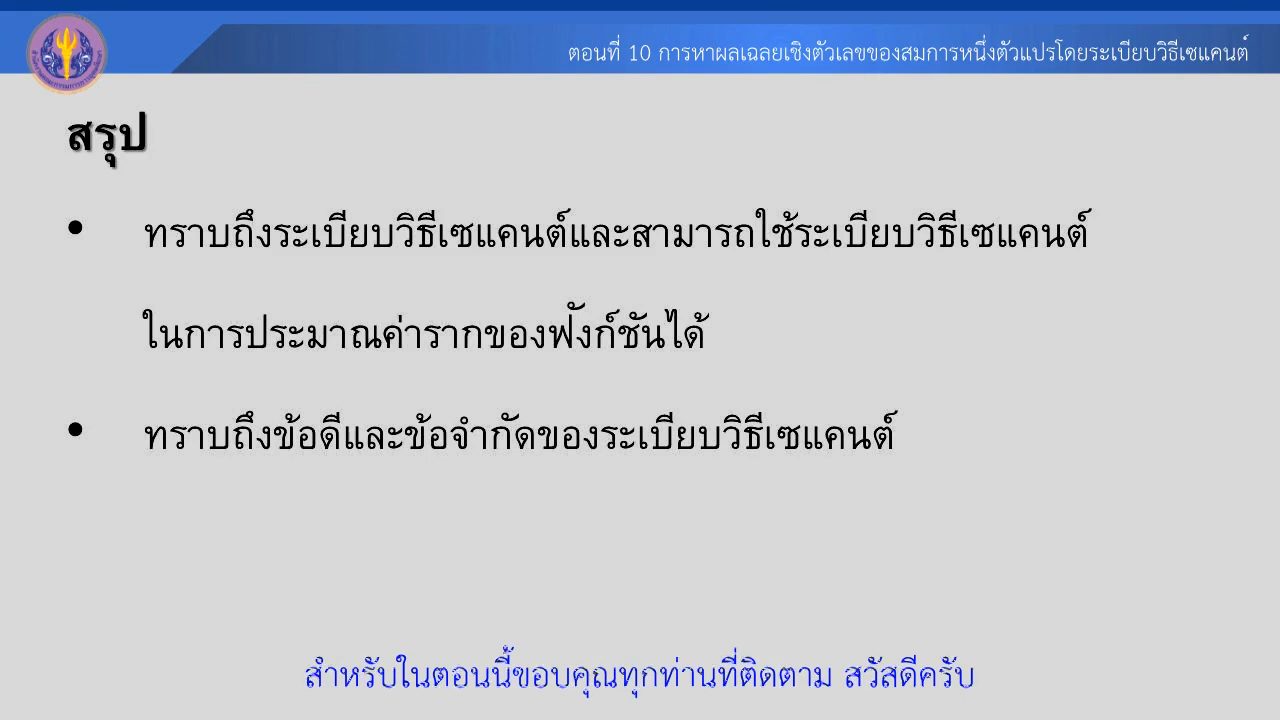 ตอนที่ 10 การหาผลเฉลยเชิงตัวเลขของสมการหนึ่งตัวแปรโดยระเบียบวิธีเซแคนต์
สรุป
• ทราบถึงระเบียบวิธีเซแคนต์และสามารถใช้ระเบียบวิธีเซแคนต์
ในการประมาณค่ารากของฟังก์ชันได้
• ทราบถึงข้อดีและข้อจำกัดของระเบียบวิธีเซแคนต์
สำหรับในตอนนี้ขอบคุณทุกท่านที่ติดตาม สวัสดีครับ